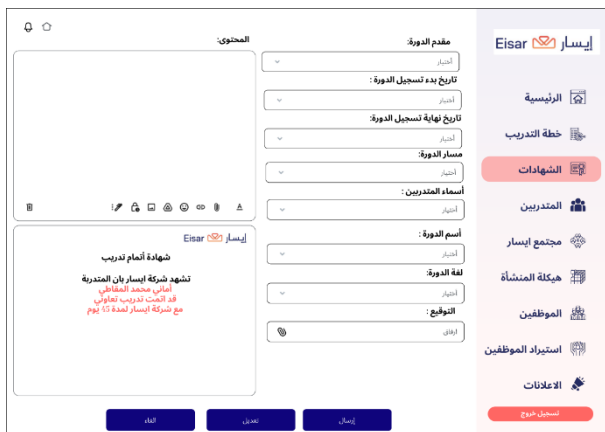 إيسار Eisar
الرئيسية
خطة التدريب
الشهادات
المتدربين
مجتمع ايسار
هيكلة المنشأة
الموظفين
استيراد الموظفين
الاعلانات
تسجيل خروج
مقدم الدورة:
أختيار
تاريخ بدء تسجيل الدورة :
أختيار
تاريخ نهاية تسجيل الدورة:
أختيار
مسار الدورة:
أختيار
أسماء المتدربين :
أختيار
أسم الدورة :
أختيار
لغة الدورة:
أختيار
التوقيع :
ارفاق
المحتوى:
إيسار Eisar
شهادة أتمام تدريب
تشهد شركة ايسار بان المتدربة
أماني محمد المقاطي
قد اتمت تدريب تعاوني
مع شركة ايسار لمدة 45 يوم
إرسال
تعديل
الغاء